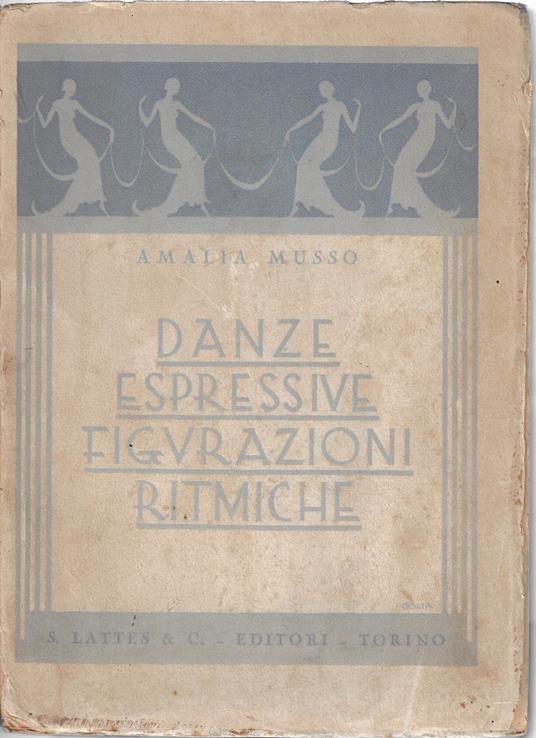 AMALIA MUSSO
DANZE
ESPRESSIVE
FIGVRAZIONI
RITMICHE
S. LATTES & C. - EDITORI - TORINO